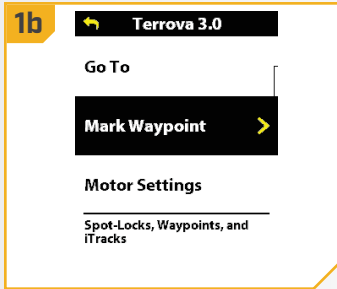 1b
Terrova 3.0
Go To
Mark Waypoint
Motor Settings
Spot-Locks, Waypoints, and
iTracks